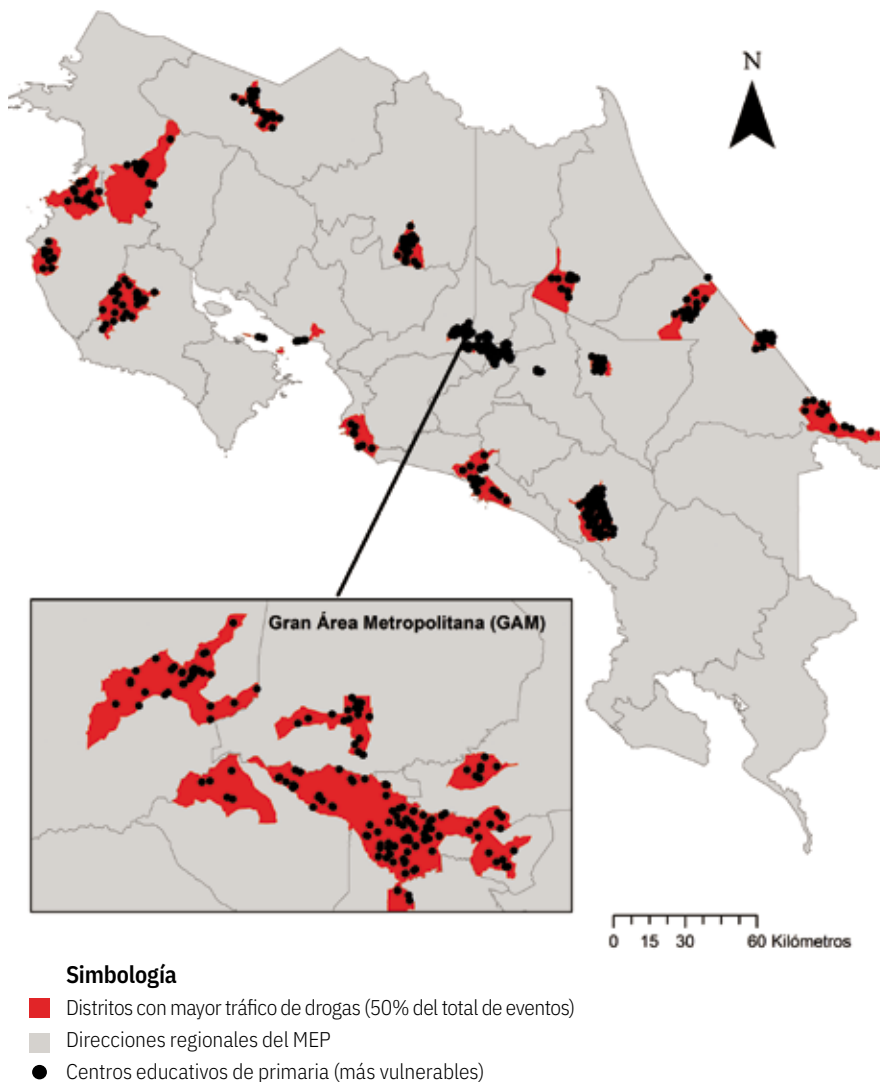 N
Gran Área Metropolitana (GAM)
0 15 30 60 Kilómetros
Simbología
Distritos con mayor tráfico de drogas (50% del total de eventos)
Direcciones regionales del MEP
Centros educativos de primaria (más vulnerables)